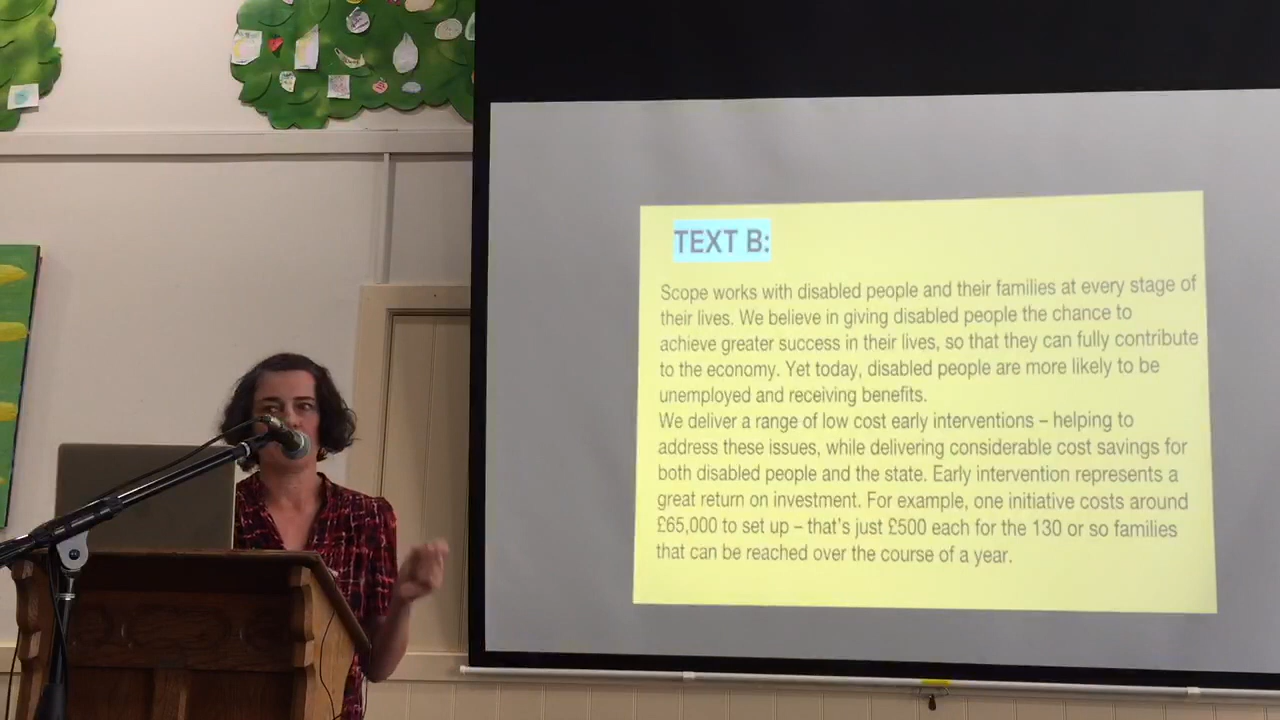 TEXT B:
Scope works with disabled people and their families at every stage of
their lives. We believe in giving disabled people the chance to
achieve greater success in their lives, so that they can fully contribute
to the economy. Yet today, disabled people are more likely to be
unemployed and receiving benefits.
We deliver a range of low cost early interventions – helping to
address these issues, while delivering considerable cost savings for
both disabled people and the state. Early intervention represents a
great return on investment. For example, one initiative costs around
£65,000 to set up – that's just £500 each for the 130 or so families
that can be reached over the course of a year.